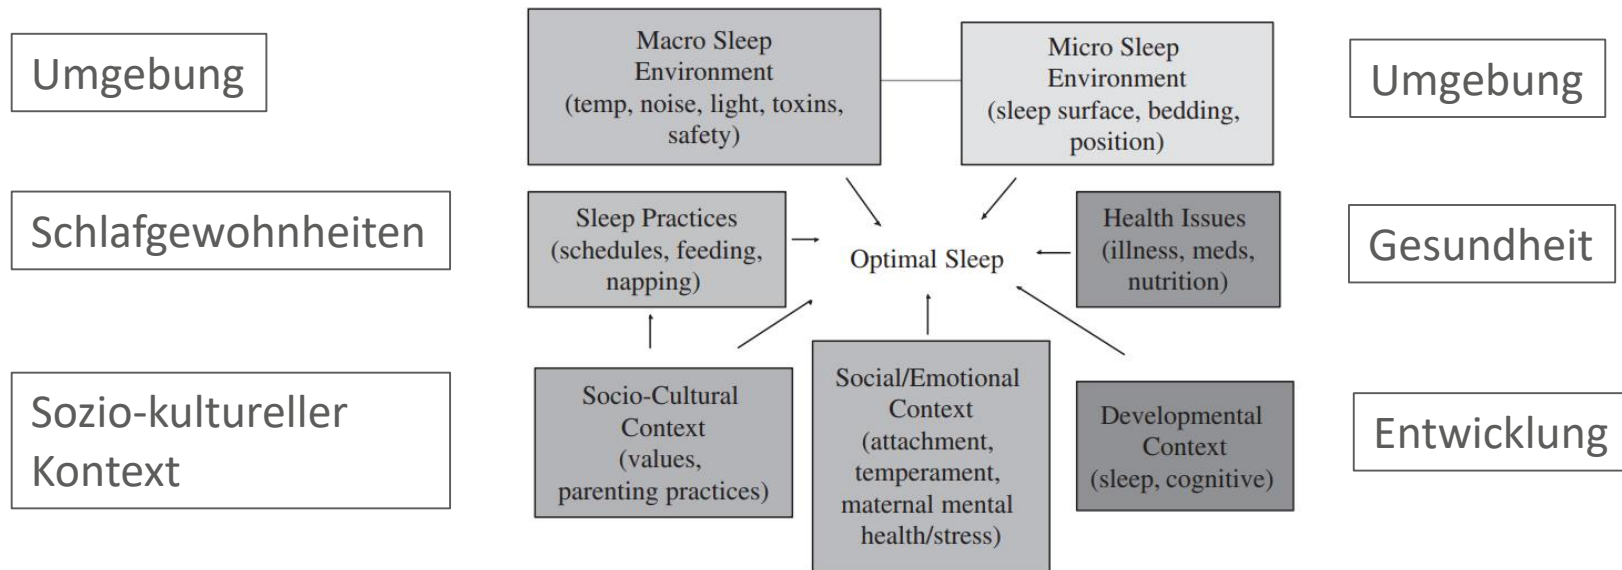 Umgebung
Macro Sleep
Environment
(temp, noise, light, toxins,
safety)
Micro Sleep
Environment
(sleep surface, bedding,
position)
Umgebung
Schlafgewohnheiten
Sleep Practices
(schedules, feeding,
napping)
Optimal Sleep
Health Issues
(illness, meds,
nutrition)
Gesundheit
Sozio-kultureller
Kontext
Socio-Cultural
Context
(values,
parenting practices)
Social/Emotional
Context
(attachment,
temperament,
maternal mental
health/stress)
Developmental
Context
(sleep, cognitive)
Entwicklung